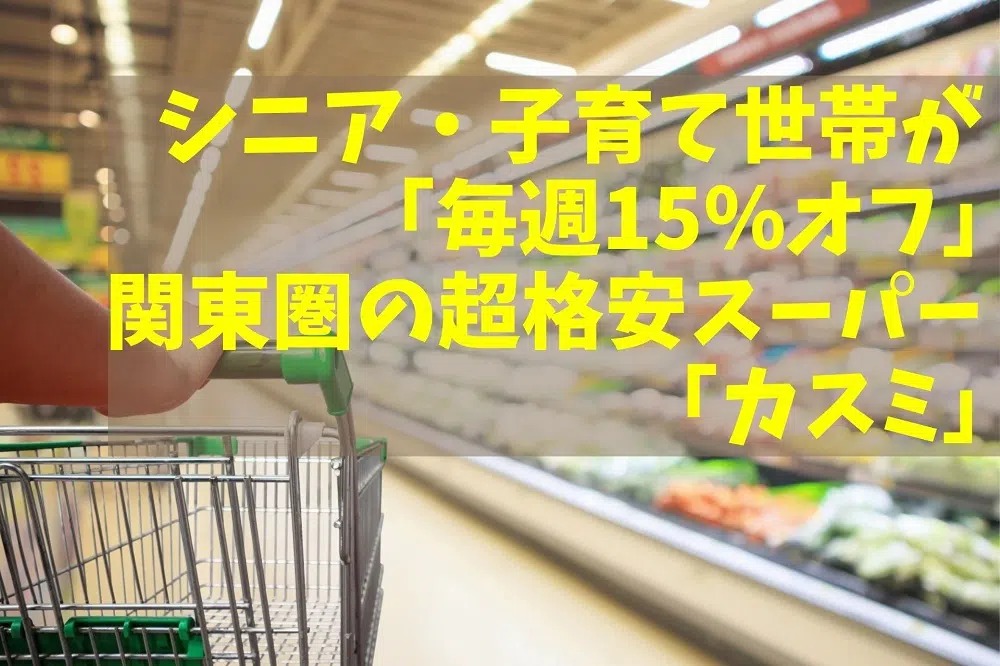 シニア・子育て世帯が
「毎週15%オフ」
関東圏の超格安スーパー
「カスミ」